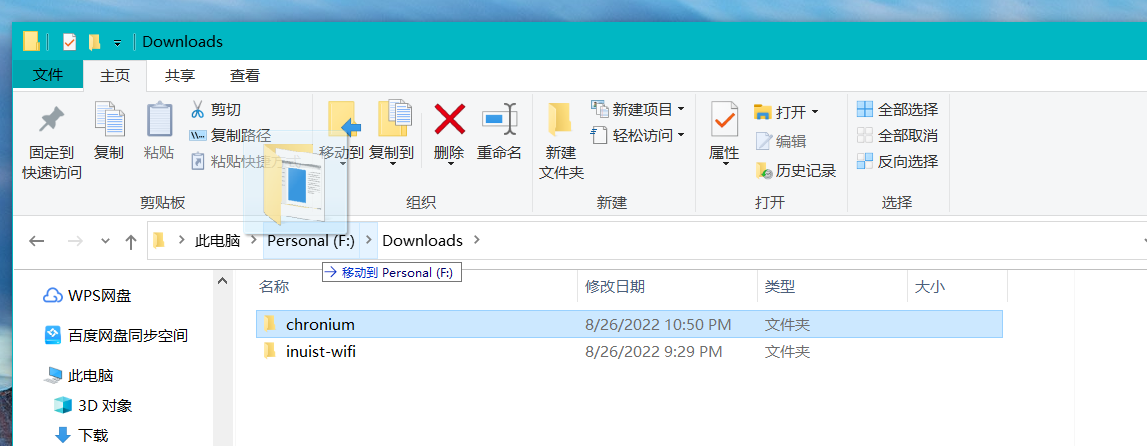 Downloads
文件 主页 共享 查看
固定到
快速访问
复制
粘贴
剪切
复制路径
粘贴快捷方式
剪贴板
移动到
复制到
删除
重命名
组织
新建
文件夹
新建项目
轻松访问
新建
属性
打开
编辑
历史记录
打开
全部选择
全部取消
反向选择
选择
此电脑 Personal (F:) Downloads
移动到 Personal (F:)
名称 修改日期 类型 大小
chronium 8/26/2022 10:50 PM 文件夹
inuist-wifi 8/26/2022 9:29 PM 文件夹
WPS网盘
百度网盘同步空间
此电脑
3D 对象
下载